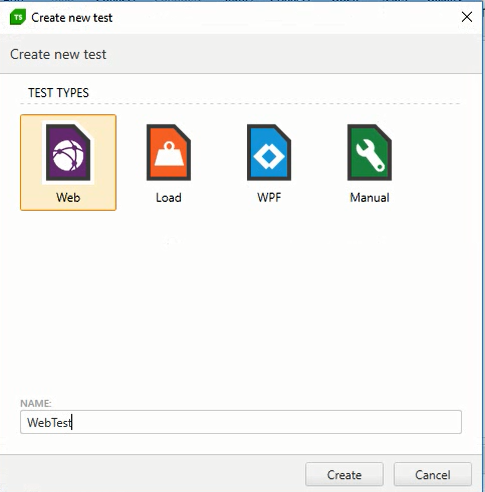 TS Create new test
Create new test
TEST TYPES
Web Load WPF Manual
NAME:
WebTest
Create Cancel